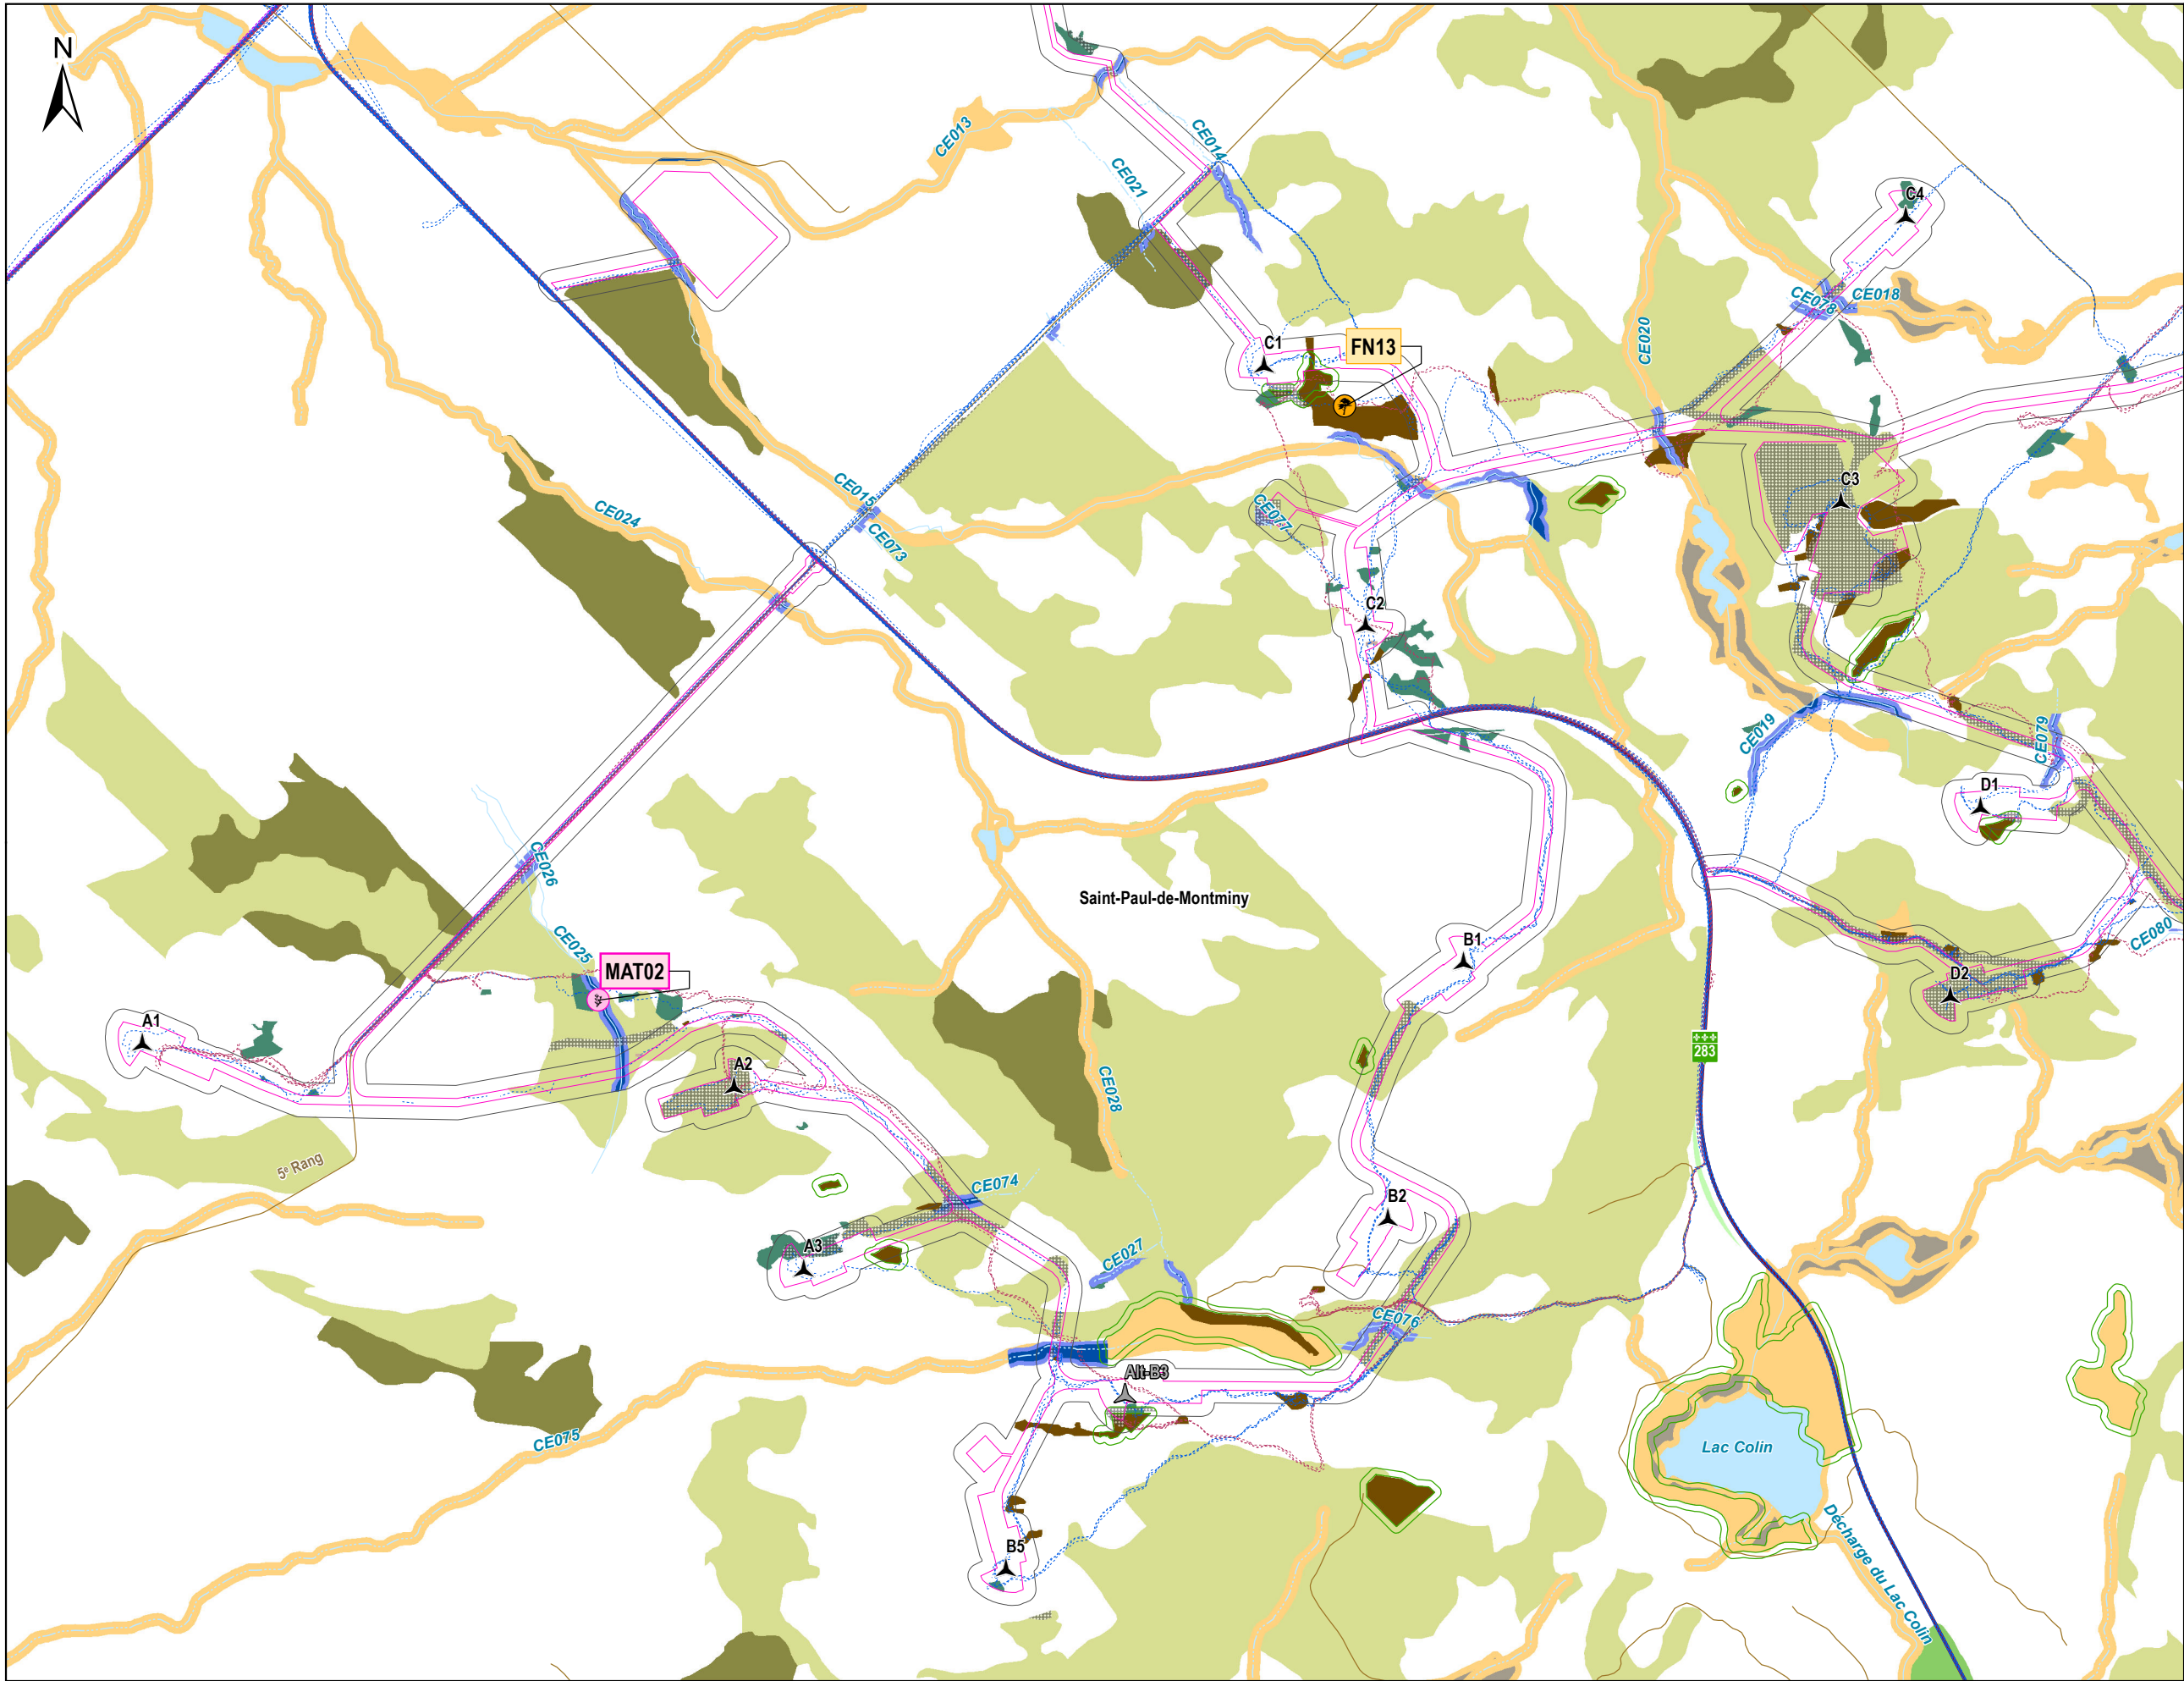 N
CE013
CE014
CE021
C4
CE078
CE018
C1
FN13
CE020
CE015
CE024
CE073
CE077
C3
C2
CE019
CE079
D1
CE026
Saint-Paul-de-Montminy
CE025
MAT02
B1
D2
CE080
A1
A2
283
CE028
5e Rang
CE074
B2
A3
CE027
CE076
Alt-B3
CE075
Lac Colin
B5
Décharge du Lac Colin